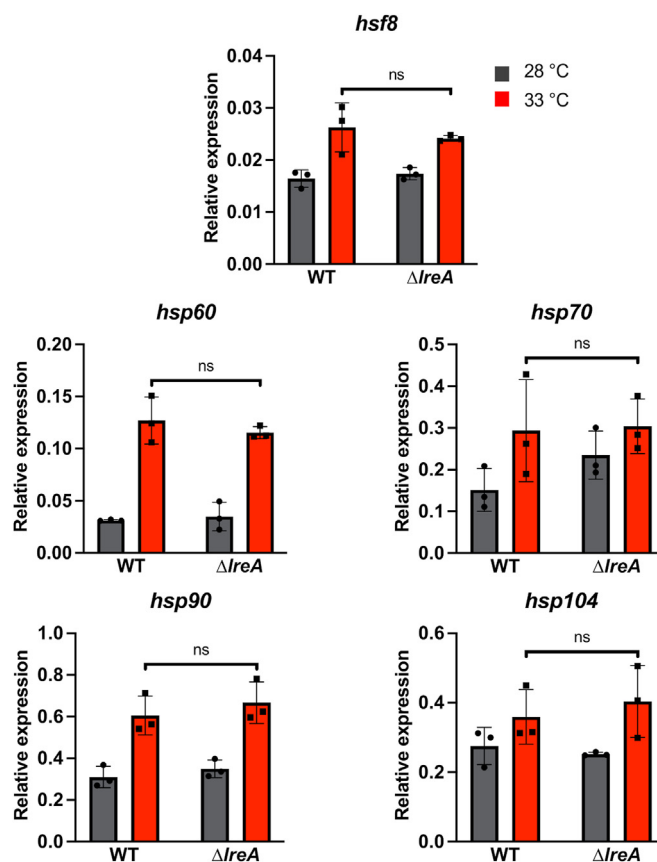 hsf8
Relative expression
0.04
0.03
0.02
0.01
0.00
ns
WT
ΔlreA
28 °C
33 °C
hsp60
Relative expression
0.20
0.15
0.10
0.05
0.00
ns
WT
ΔlreA
hsp70
Relative expression
0.5
0.4
0.3
0.2
0.1
0.0
ns
WT
ΔlreA
hsp90
Relative expression
1.0
0.8
0.6
0.4
0.2
0.0
ns
WT
ΔlreA
hsp104
Relative expression
0.6
0.4
0.2
0.0
ns
WT
ΔlreA